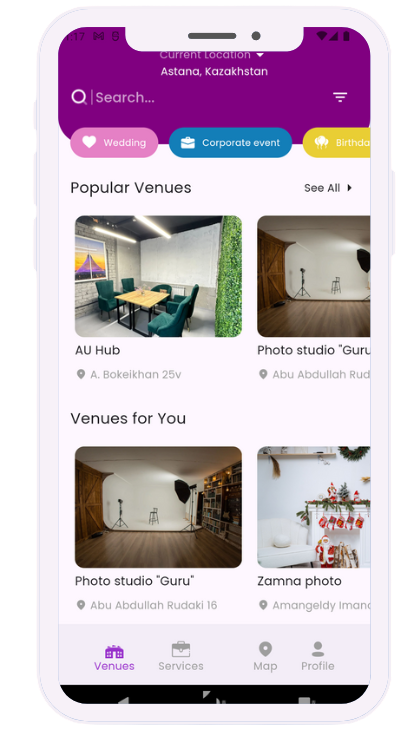 Current Location
Astana, Kazakhstan
Search...
Wedding
Corporate event
Birthda
Popular Venues
See All
AU Hub
Photo studio "Guru
A. Bokeikhan 25v
Abu Abdullah Rud
Venues for You
Photo studio "Guru"
Zamna photo
Abu Abdullah Rudaki 16
Amangeldy Iman
Venues
Services
Map
Profile